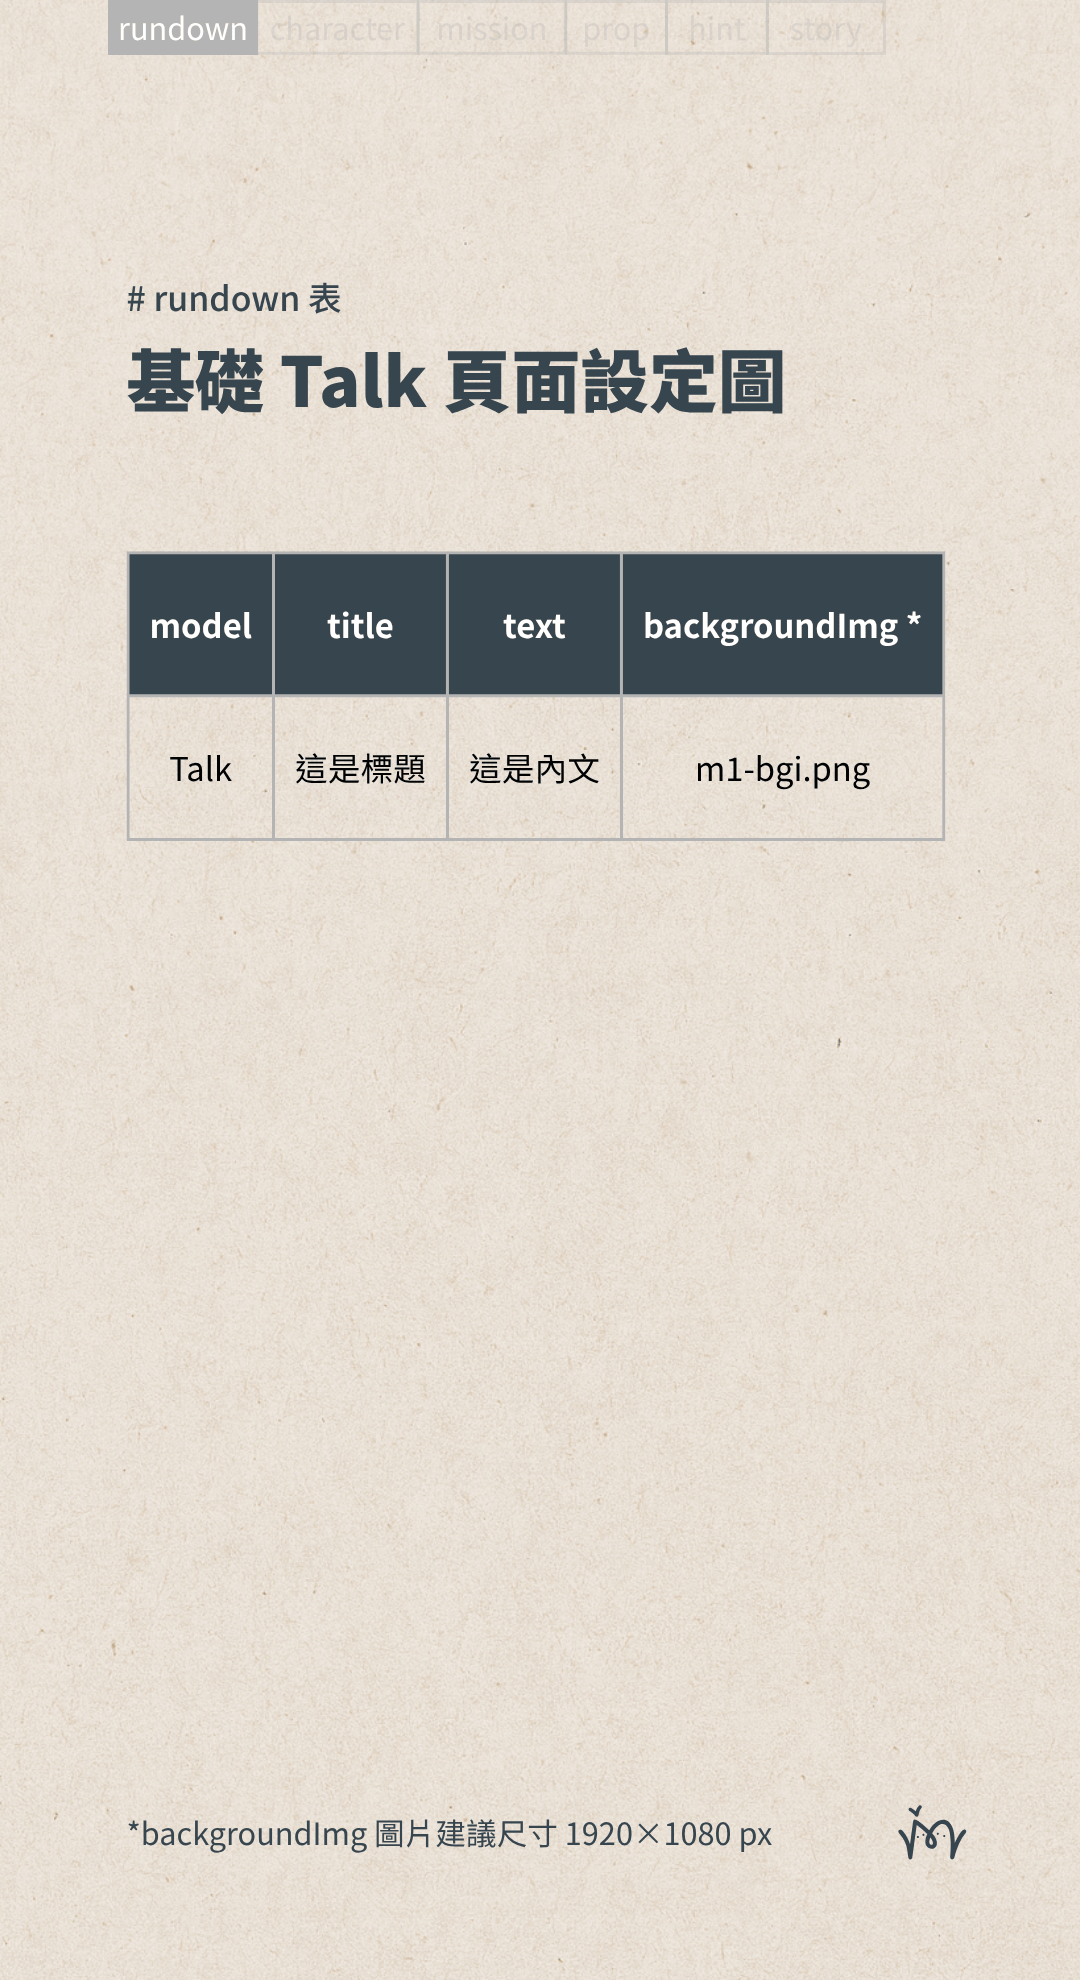 rundown character mission prop hint story
# rundown 表
基礎 Talk 頁面設定圖
model title text backgroundImg *
Talk 這是標題 這是內文 m1-bgi.png
*backgroundImg 圖片建議尺寸 1920×1080 px